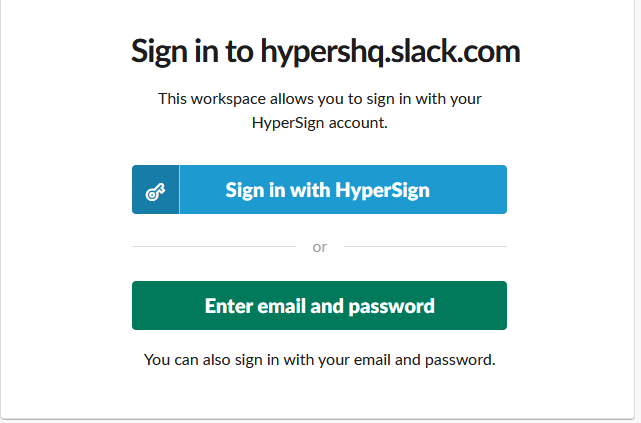 Sign in to hypershq.slack.com
This workspace allows you to sign in with your
HyperSign account.
Sign in with HyperSign
or
Enter email and password
You can also sign in with your email and password.